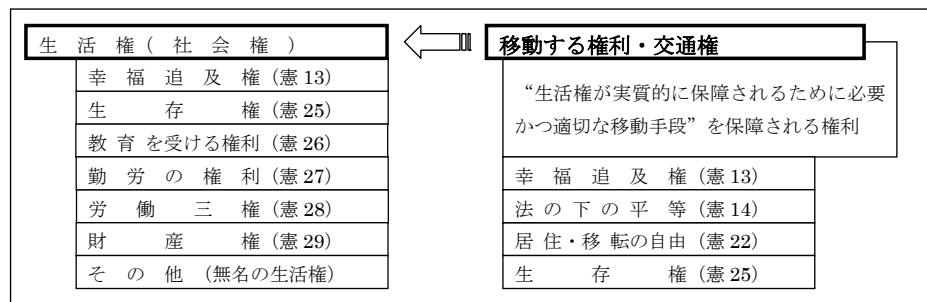 生活権(社会権)
幸福追及権(憲13)
生存権(憲25)
教育を受ける権利(憲26)
勤労の権利(憲27)
労働三権(憲28)
財産権(憲29)
その他(無名の生活権)
移動する権利・交通権
“生活権が実質的に保障されるために必要
かつ適切な移動手段”を保障される権利
幸福追及権(憲13)
法の下の平等(憲14)
居住・移転の自由(憲22)
生存権(憲25)